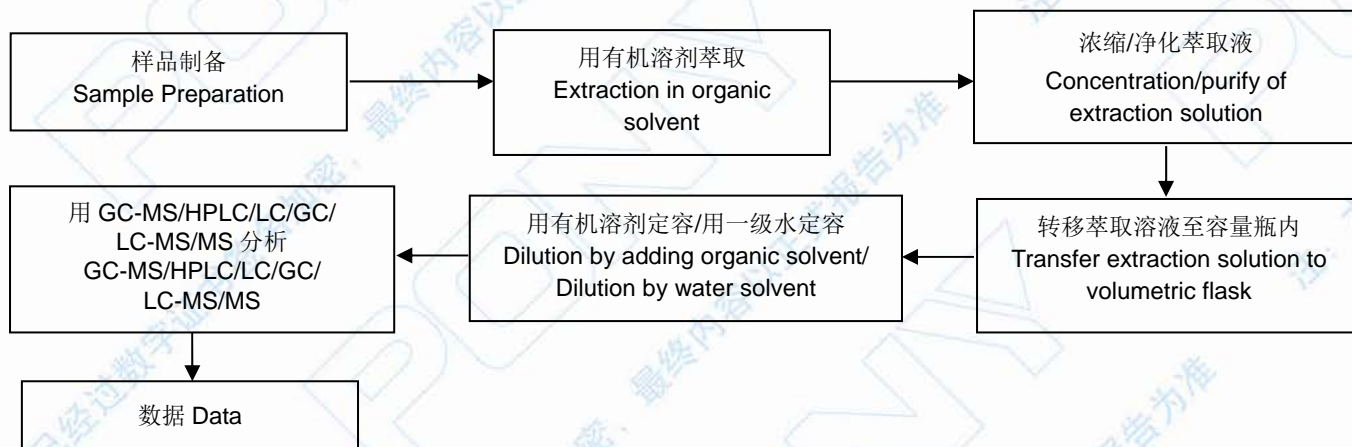 样品制备
Sample Preparation
用有机溶剂萃取
Extraction in organic
solvent
浓缩/净化萃取液
Concentration/purify of
extraction solution
转移萃取溶液至容量瓶内
Transfer extraction solution to
volumetric flask
用有机溶剂定容/用一级水定容
Dilution by adding organic solvent/
Dilution by water solvent
用 GC-MS/HPLC/LC/GC/
LC-MS/MS 分析
GC-MS/HPLC/LC/GC/
LC-MS/MS
数据 Data